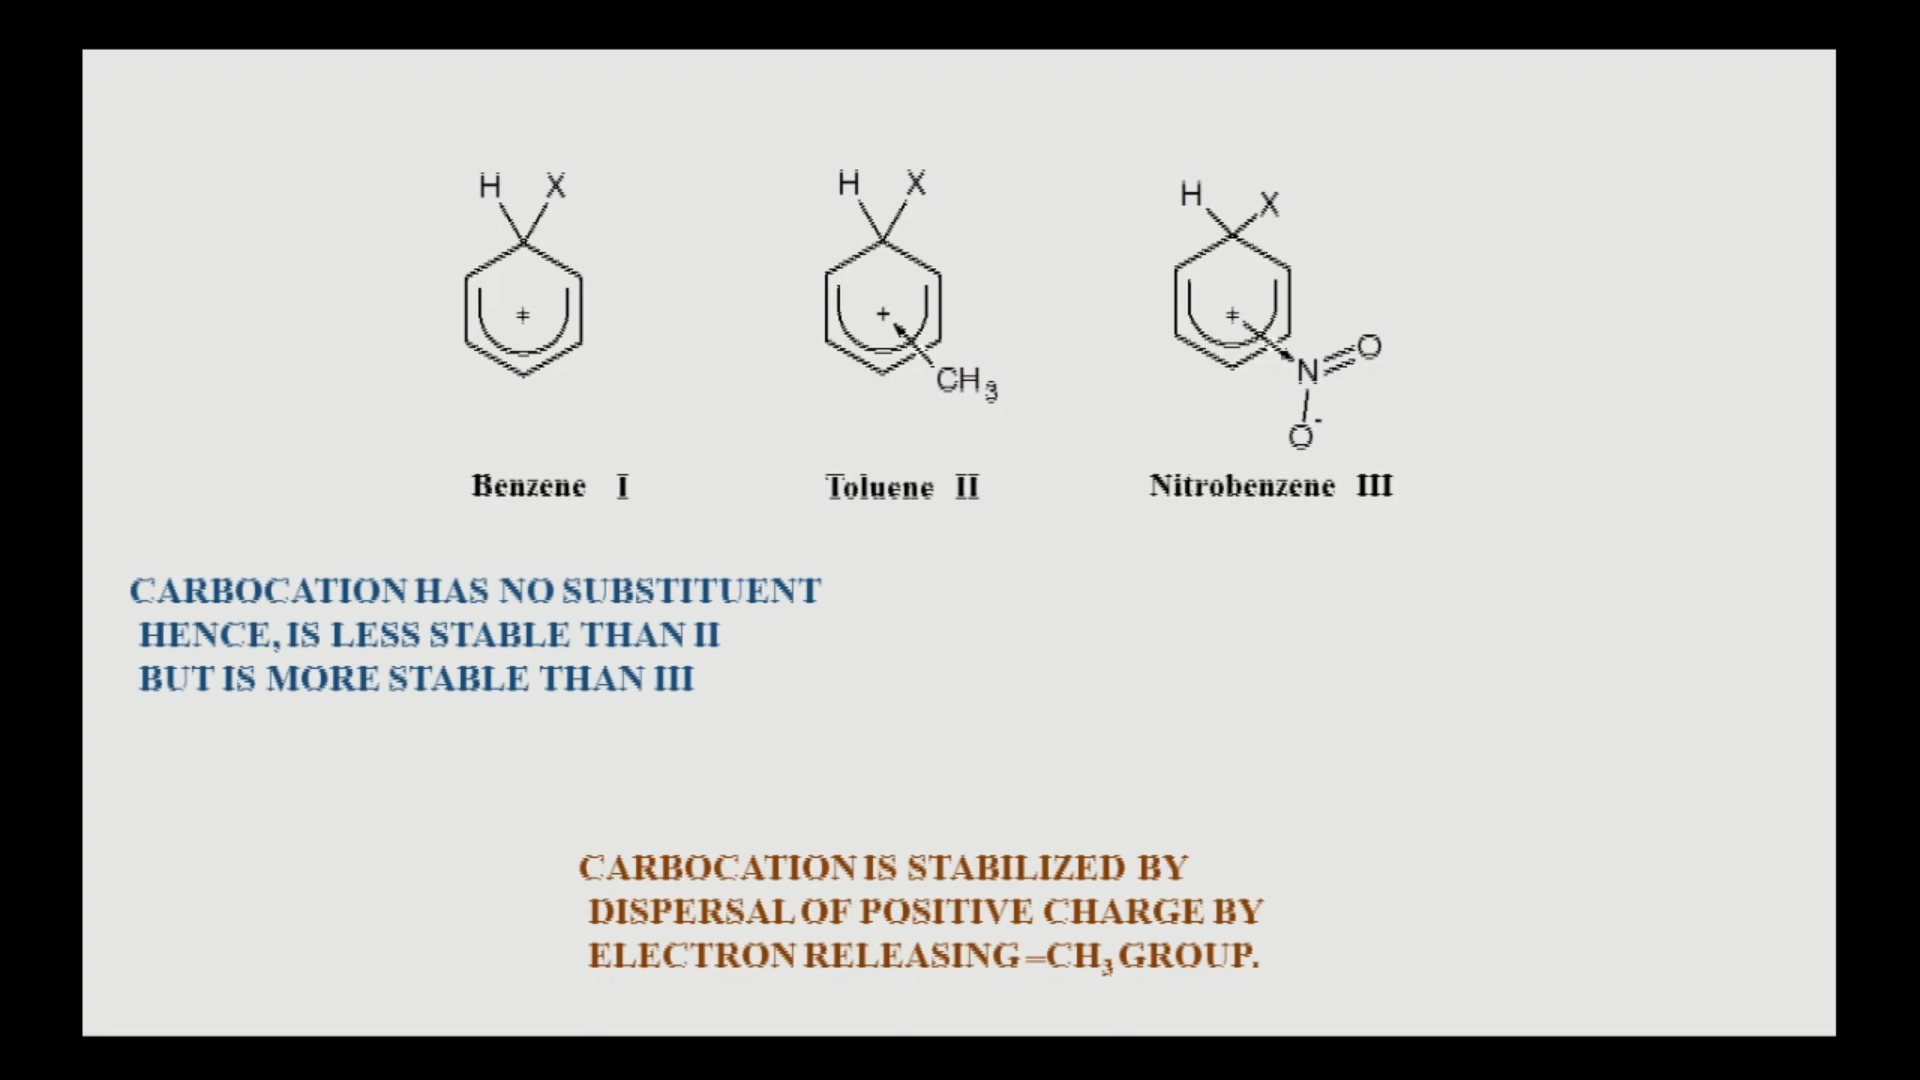 H X
H X
H X
+
+
+
CH3
N O
O-
Benzene I
Toluene II
Nitrobenzene III
CARBOCATION HAS NO SUBSTITUENT
HENCE, IS LESS STABLE THAN II
BUT IS MORE STABLE THAN III
CARBOCATION IS STABILIZED BY
DISPERSAL OF POSITIVE CHARGE BY
ELECTRON RELEASING –CH3 GROUP.